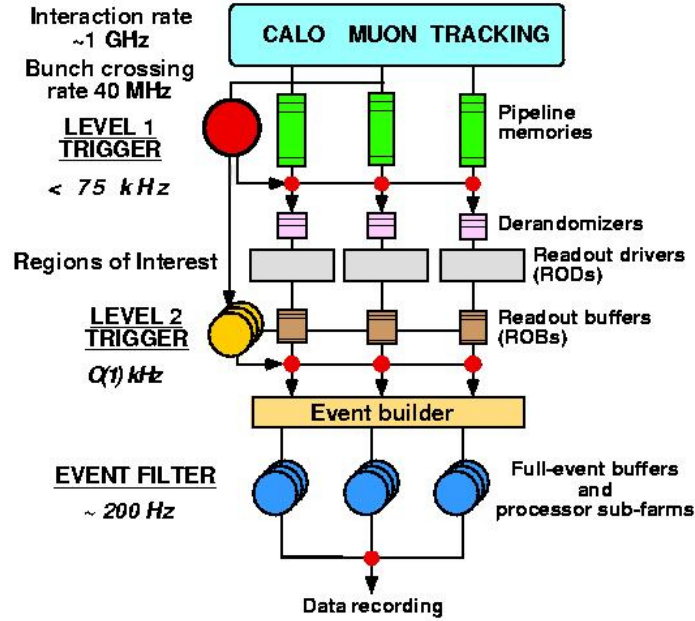 Interaction rate
~1 GHz
CALO MUON TRACKING
Bunch crossing
rate 40 MHz
Pipeline
memories
LEVEL 1
TRIGGER
< 75 kHz
Derandomizers
Regions of Interest
Readout drivers
(RODs)
LEVEL 2
TRIGGER
Readout buffers
(ROBs)
O(1) kHz
Event builder
EVENT FILTER
~ 200 Hz
Full-event buffers
and
processor sub-farms
Data recording